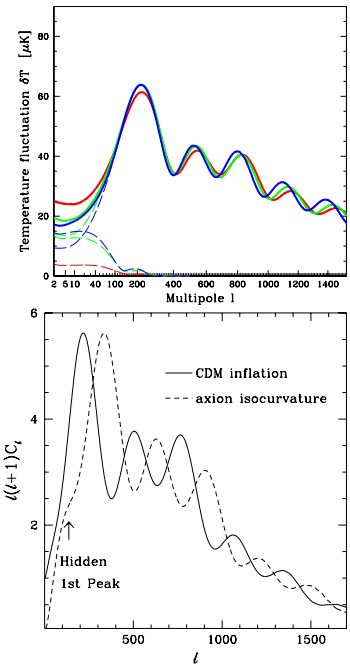 Temperature fluctuation δT [μK]
80
60
40
20
0
2 5 10 40 100 200 400 600 800 1000 1200 1400
Multipole l
l(l+1)Cl
6
4
2
CDM inflation
axion isocurvature
Hidden
1st Peak
500 1000 1500
l